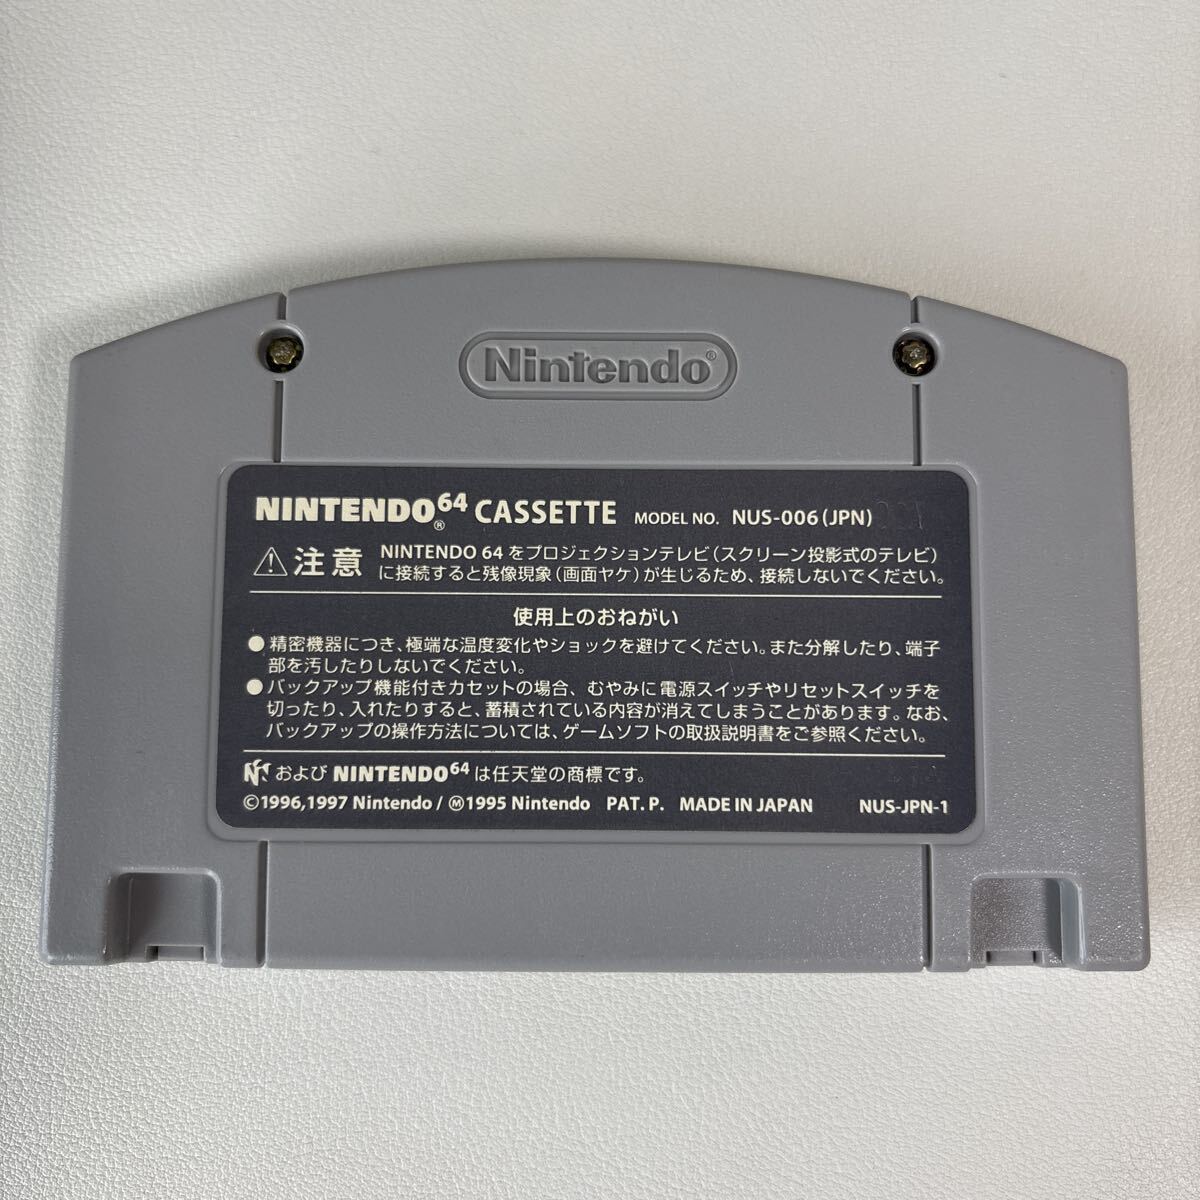 Nintendo®
NINTENDO64® CASSETTE MODEL NO. NUS-006(JPN)
注意 NINTENDO 64 をプロジェクションテレビ(スクリーン投影式のテレビ)
に接続すると残像現象(画面ヤケ)が生じるため、接続しないでください。
使用上のおねがい
●精密機器につき、極端な温度変化やショックを避けてください。また分解したり、端子
部を汚したりしないでください。
●バックアップ機能付きカセットの場合、むやみに電源スイッチやリセットスイッチを
切ったり、入れたりすると、蓄積されている内容が消えてしまうことがあります。なお、
バックアップの操作方法については、ゲームソフトの取扱説明書をご参照ください。
および NINTENDO64 は任天堂の商標です。
©1996,1997 Nintendo / Ⓜ1995 Nintendo PAT. P. MADE IN JAPAN NUS-JPN-1